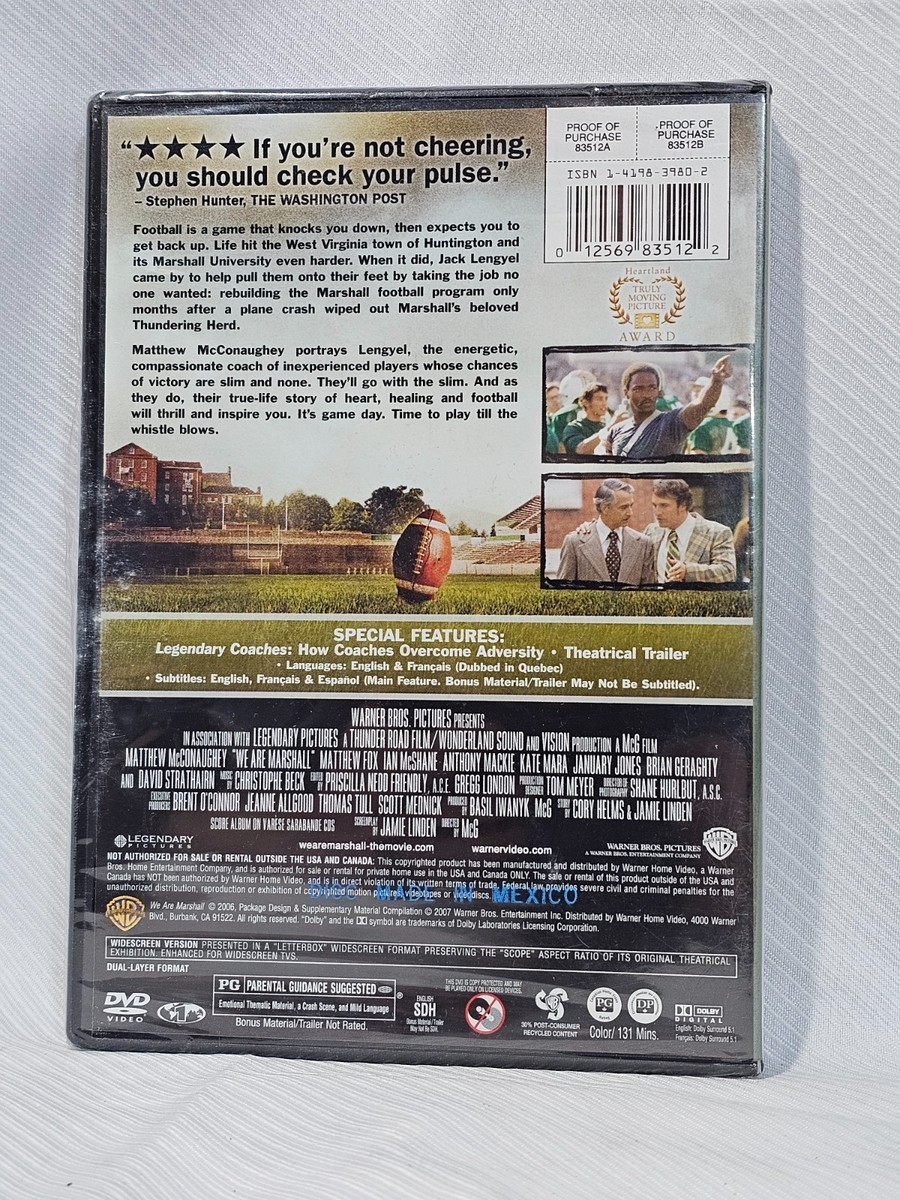 "★★★★ If you're not cheering,
you should check your pulse."
– Stephen Hunter, THE WASHINGTON POST
Football is a game that knocks you down, then expects you to
get back up. Life hit the West Virginia town of Huntington and
its Marshall University even harder. When it did, Jack Lengyel
came by to help pull them onto their feet by taking the job no
one wanted: rebuilding the Marshall football program only
months after a plane crash wiped out Marshall's beloved
Thundering Herd.
Matthew McConaughey portrays Lengyel, the energetic,
compassionate coach of inexperienced players whose chances
of victory are slim and none. They'll go with the slim. And as
they do, their true-life story of heart, healing and football
will thrill and inspire you. It's game day. Time to play till the
whistle blows.
PROOF OF
PURCHASE
83512A
PROOF OF
PURCHASE
83512B
ISBN 1-4198-3980-2
0 12569 83512 2
Heartland
TRULY
MOVING
PICTURE
AWARD
SPECIAL FEATURES:
Legendary Coaches: How Coaches Overcome Adversity • Theatrical Trailer
• Languages: English & Français (Dubbed in Quebec)
• Subtitles: English, Français & Español (Main Feature. Bonus Material/Trailer May Not Be Subtitled).
WARNER BROS. PICTURES PRESENTS
IN ASSOCIATION WITH LEGENDARY PICTURES A THUNDER ROAD FILM/WONDERLAND SOUND AND VISION PRODUCTION A McG FILM
MATTHEW McCONAUGHEY "WE ARE MARSHALL" MATTHEW FOX IAN McSHANE ANTHONY MACKIE KATE MARA JANUARY JONES BRIAN GERAGHTY
AND DAVID STRATHAIRN MUSIC BY CHRISTOPHE BECK EDITED BY PRISCILLA NEDD FRIENDLY, A.C.E. GREGG LONDON PRODUCTION DESIGNER TOM MEYER DIRECTOR OF PHOTOGRAPHY SHANE HURLBUT, A.S.C.
EXECUTIVE PRODUCERS BRENT O'CONNOR JEANNE ALLGOOD THOMAS TULL SCOTT MEDNICK PRODUCED BY BASIL IWANYK McG STORY BY CORY HELMS & JAMIE LINDEN
SCORE ALBUM ON VARÈSE SARABANDE CDS SCREENPLAY BY JAMIE LINDEN DIRECTED BY McG
LEGENDARY
PICTURES
wearemarshall-themovie.com
warnervideo.com
WARNER BROS. PICTURES
A WARNER BROS. ENTERTAINMENT COMPANY
NOT AUTHORIZED FOR SALE OR RENTAL OUTSIDE THE USA AND CANADA: This copyrighted product has been manufactured and distributed by Warner Home Video, a Warner
Bros. Home Entertainment Company, and is authorized for sale or rental for private home use in the USA and Canada ONLY. The sale or rental of this product outside of the USA and
Canada has NOT been authorized by Warner Home Video, and is in direct violation of its written terms of trade. Federal law provides severe civil and criminal penalties for the
unauthorized distribution, reproduction or exhibition of copyrighted motion pictures, videotapes or videodiscs.
DISC MADE IN MEXICO
We Are Marshall © 2006, Package Design & Supplementary Material Compilation © 2007 Warner Bros. Entertainment Inc. Distributed by Warner Home Video, 4000 Warner
Blvd., Burbank, CA 91522. All rights reserved. "Dolby" and the DD symbol are trademarks of Dolby Laboratories Licensing Corporation.
WIDESCREEN VERSION PRESENTED IN A "LETTERBOX" WIDESCREEN FORMAT PRESERVING THE "SCOPE" ASPECT RATIO OF ITS ORIGINAL THEATRICAL
EXHIBITION. ENHANCED FOR WIDESCREEN TVS.
DUAL-LAYER FORMAT
DVD
VIDEO
1
PG PARENTAL GUIDANCE SUGGESTED
Emotional Thematic Material, a Crash Scene, and Mild Language
®
Bonus Material/Trailer Not Rated.
ENGLISH
SDH
Bonus Material/Trailer
May Not Be SDH.
THIS DVD IS COPY PROTECTED AND MAY
BE PLAYED ONLY ON LICENSED DEVICES.
30% POST-CONSUMER
RECYCLED CONTENT
PG
DP
Color/ 131 Mins.
DOLBY
DIGITAL
English: Dolby Surround 5.1
Français: Dolby Surround 5.1